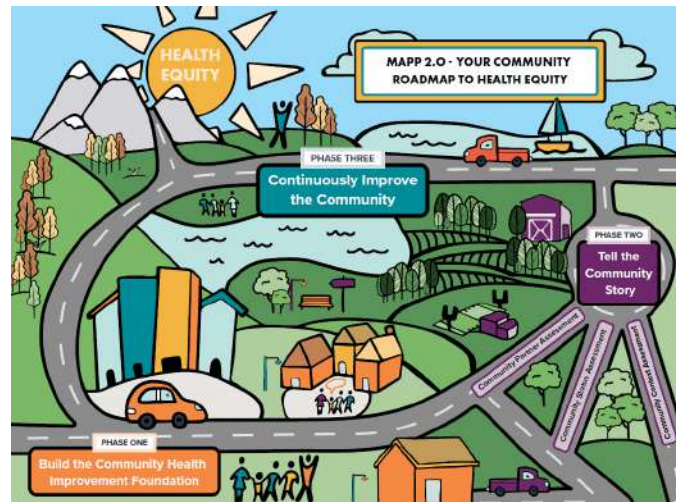 HEALTH
EQUITY
MAPP 2.0 - YOUR COMMUNITY
ROADMAP TO HEALTH EQUITY
PHASE THREE
Continuously Improve
the Community
PHASE TWO
Tell the
Community
Story
Community Partner Assessment
Community Status Assessment
Community Context Assessment
PHASE ONE
Build the Community Health
Improvement Foundation